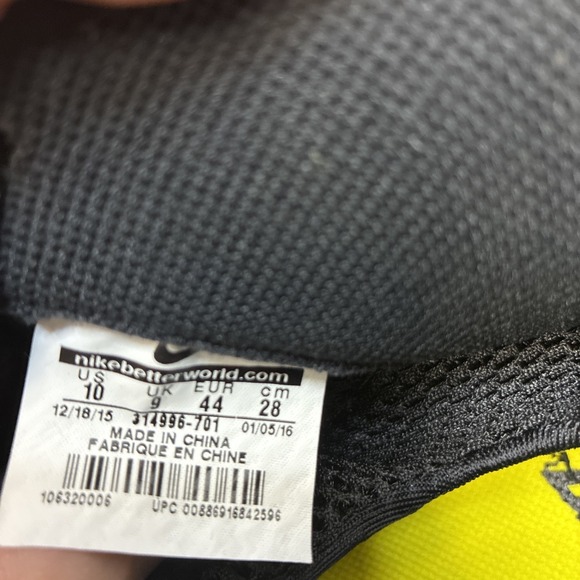 nikebetterworld.com
US UK EUR cm
10 9 44 28
12/18/15 314996-701 01/05/16
MADE IN CHINA
FABRIQUE EN CHINE
106320006 UPC 00886916842596